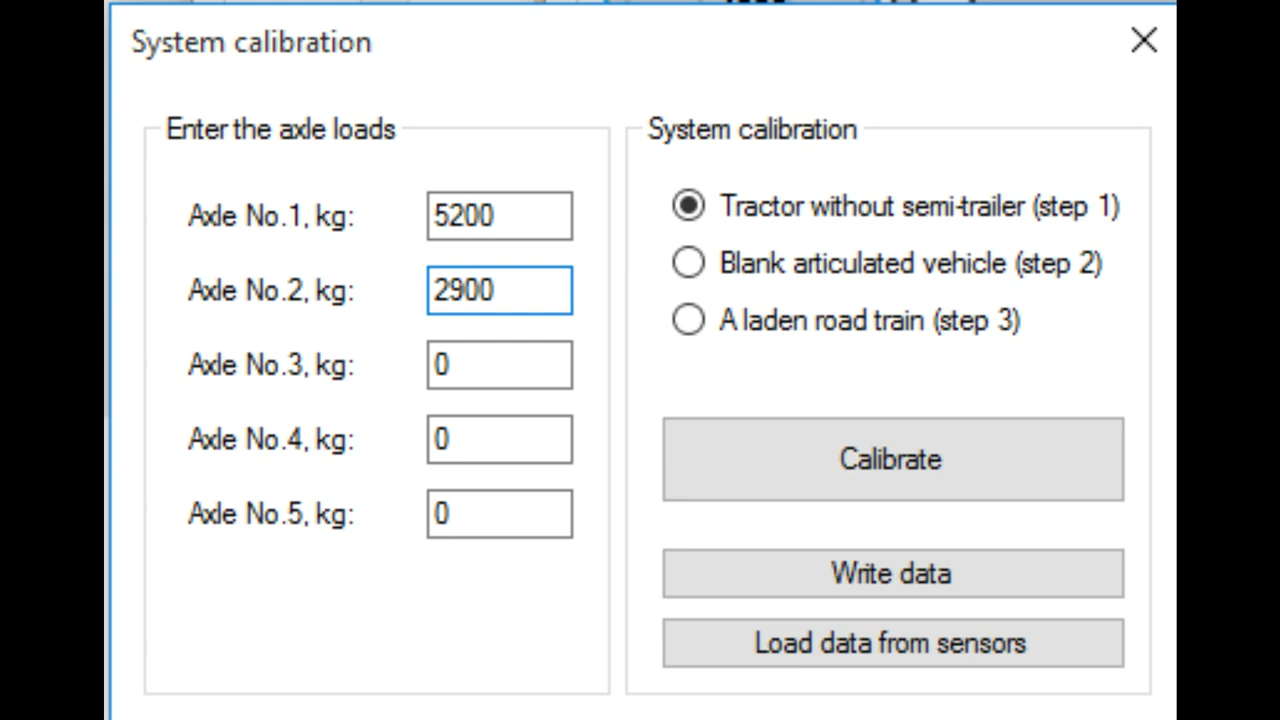 System calibration
Enter the axle loads
Axle No.1, kg: 5200
Axle No.2, kg: 2900
Axle No.3, kg: 0
Axle No.4, kg: 0
Axle No.5, kg: 0
System calibration
Tractor without semi-trailer (step 1)
Blank articulated vehicle (step 2)
A laden road train (step 3)
Calibrate
Write data
Load data from sensors